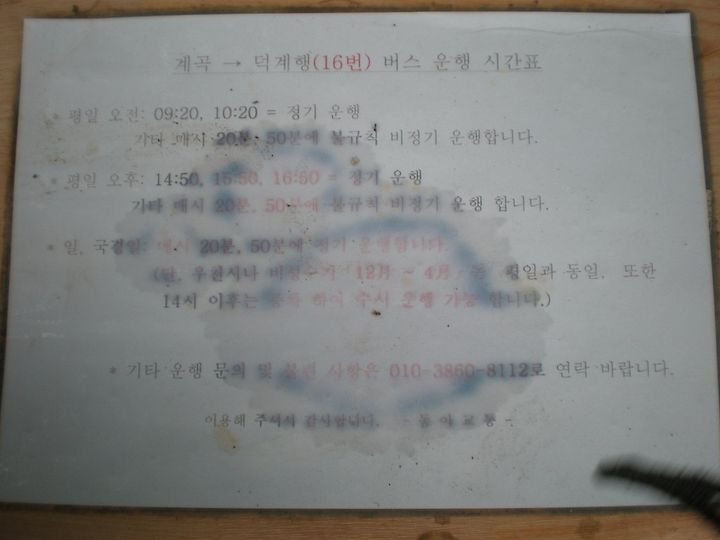 계곡 → 덕계행(16번) 버스 운행 시간표
* 평일 오전: 09:20, 10:20 = 정기 운행
기타 매시 20분, 50분에 불규칙 비정기 운행합니다.
* 평일 오후: 14:50, 15:50, 16:50 = 정기 운행
기타 매시 20분, 50분에 불규칙 비정기 운행 합니다.
* 일, 국경일: 매시 20분, 50분에 정기 운행합니다.
(단, 우천시나 비성수기 12月 ~ 4月 평일과 동일, 또한
14시 이후는 하여 수시 운행 가능 합니다.)
* 기타 운행 문의 및 불편 사항은 010-3860-8112로 연락 바랍니다.
이용해 주셔서 감사합니다. - 동아교통 -